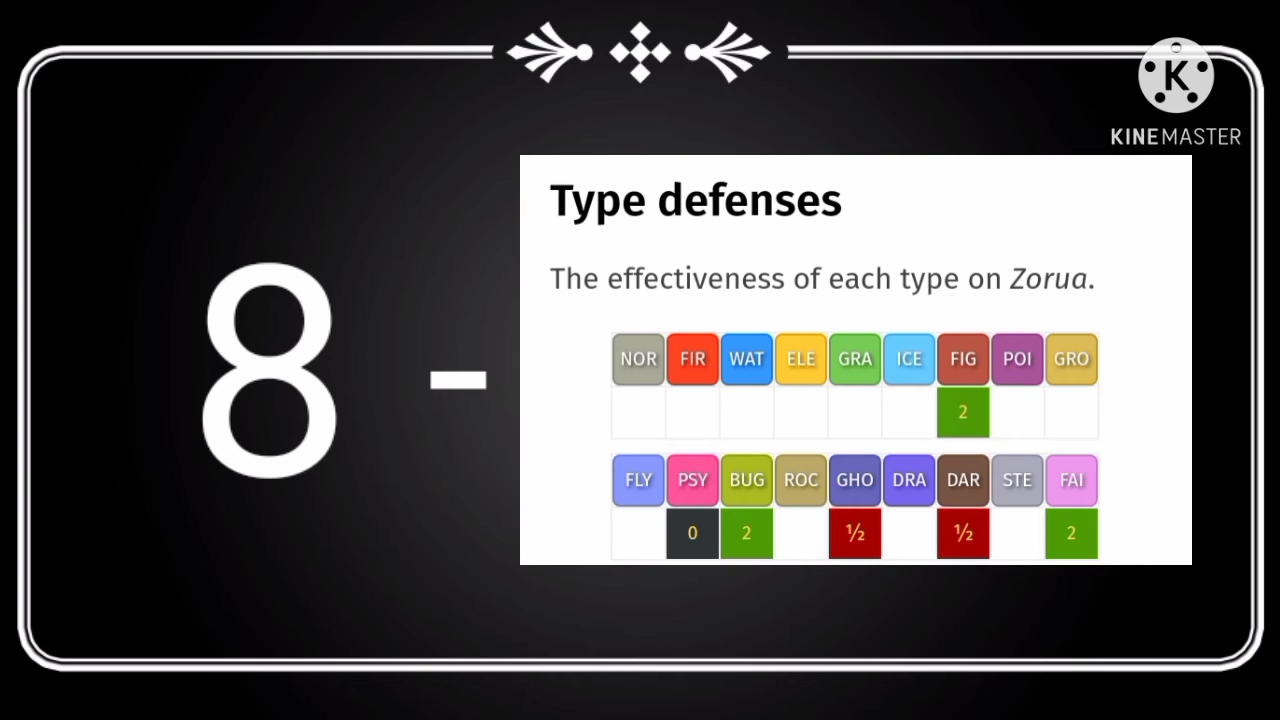 K
KINEMASTER
8 -
Type defenses
The effectiveness of each type on Zorua.
NOR FIR WAT ELE GRA ICE FIG POI GRO
2
FLY PSY BUG ROC GHO DRA DAR STE FAI
0 2 ½ ½ 2